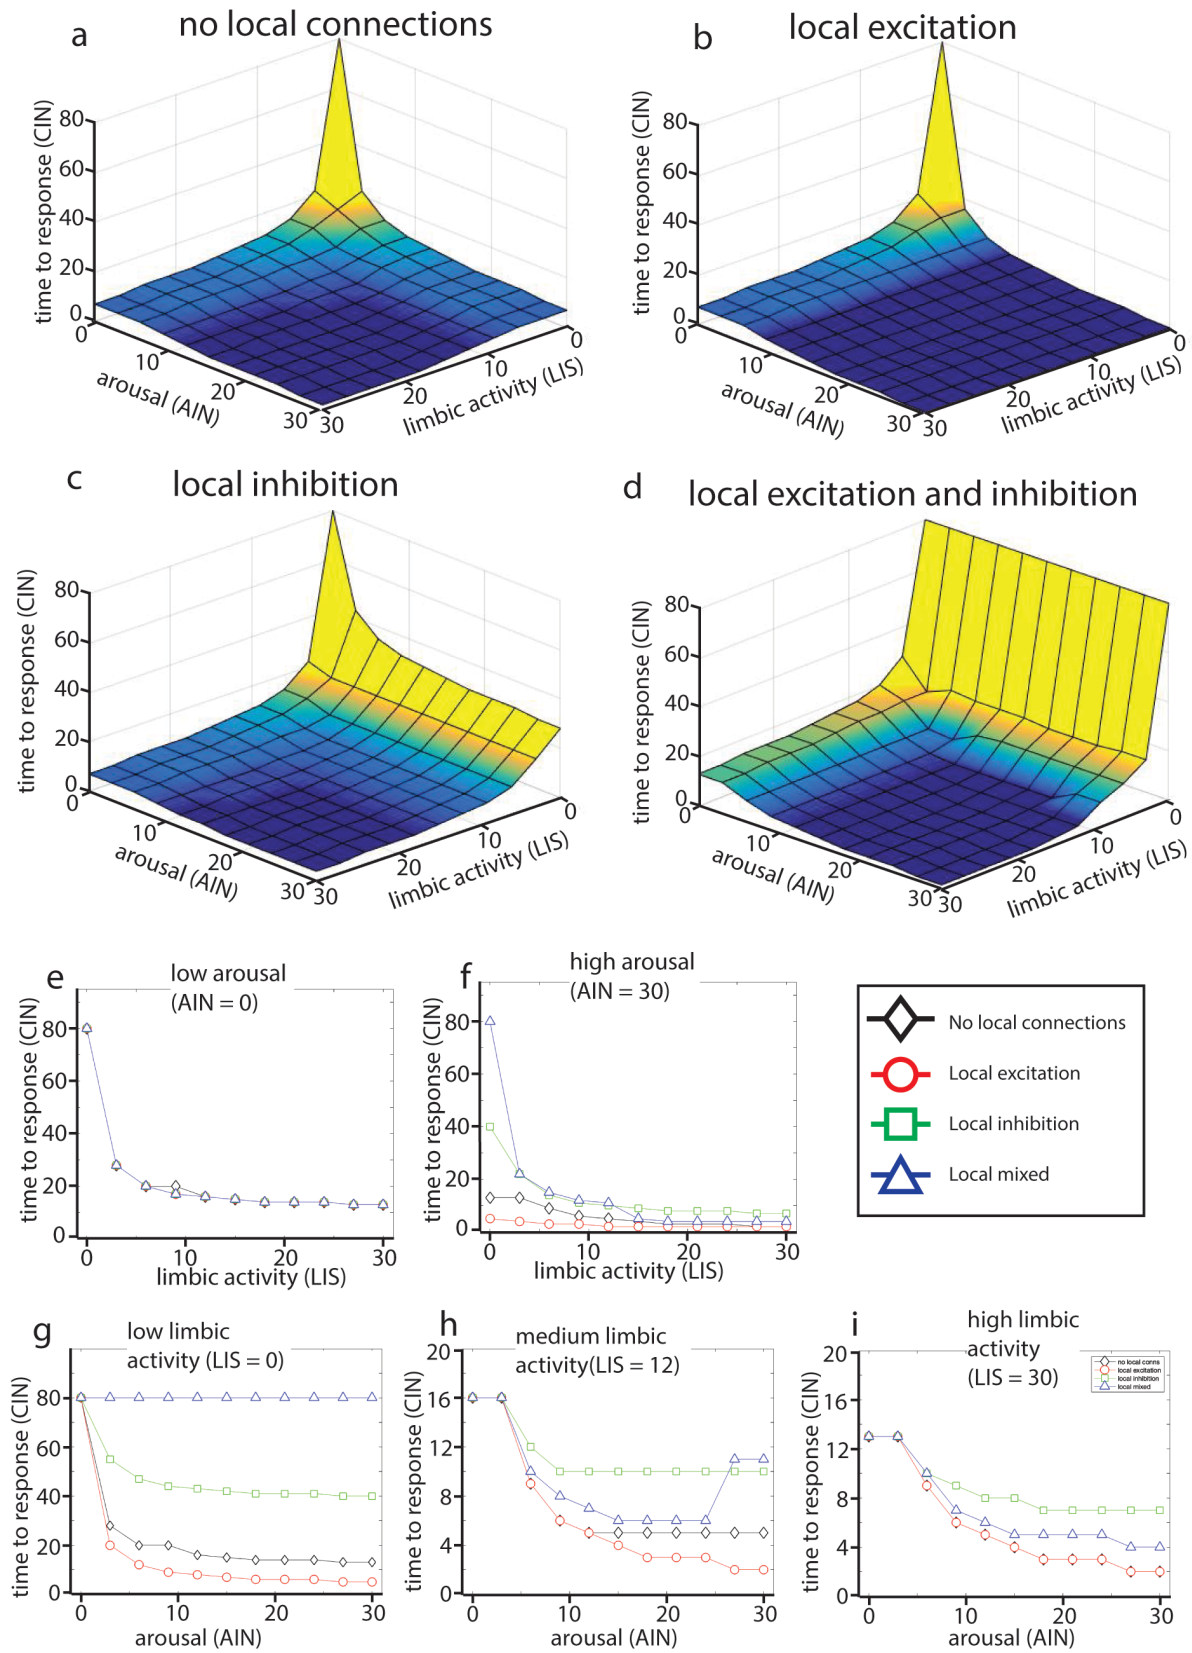 a
no local connections
b
local excitation
time to response (CIN)
80
60
40
20
0
0
10
20
30
arousal (AIN)
30
20
10
0
limbic activity (LIS)
time to response (CIN)
80
60
40
20
0
0
10
20
30
arousal (AIN)
30
20
10
0
limbic activity (LIS)
c
local inhibition
d
local excitation and inhibition
time to response (CIN)
80
60
40
20
0
0
10
20
30
arousal (AIN)
30
20
10
0
limbic activity (LIS)
time to response (CIN)
80
60
40
20
0
0
10
20
30
arousal (AIN)
30
20
10
0
limbic activity (LIS)
e
low arousal
(AIN = 0)
time to response (CIN)
80
80
40
20
0
0
10
20
30
limbic activity (LIS)
f
high arousal
(AIN = 30)
time to response (CIN)
80
60
40
20
0
0
10
20
30
limbic activity (LIS)
No local connections
Local excitation
Local inhibition
Local mixed
g
low limbic
activity (LIS = 0)
time to response (CIN)
80
60
40
20
0
0
10
20
30
arousal (AIN)
h
medium limbic
activity(LIS = 12)
time to response (CIN)
20
16
12
8
4
0
0
10
20
30
arousal (AIN)
i
high limbic
activity
(LIS = 30)
no local conns
local excitation
local inhibition
local mixed
time to response (CIN)
20
16
12
8
4
0
0
10
20
30
arousal (AIN)